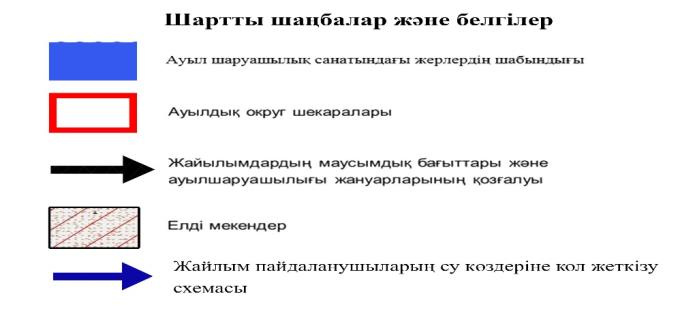 Шартты шаңбалар және белгілер
Ауыл шаруашылық санатындағы жерлердің шабындығы
Ауылдық округ шекаралары
Жайылымдардың маусымдық бағыттары және
ауылшаруашылығы жануарларының қозғалуы
Елді мекендер
Жайлым пайдаланушыларың су көздеріне кол жеткізу
схемасы